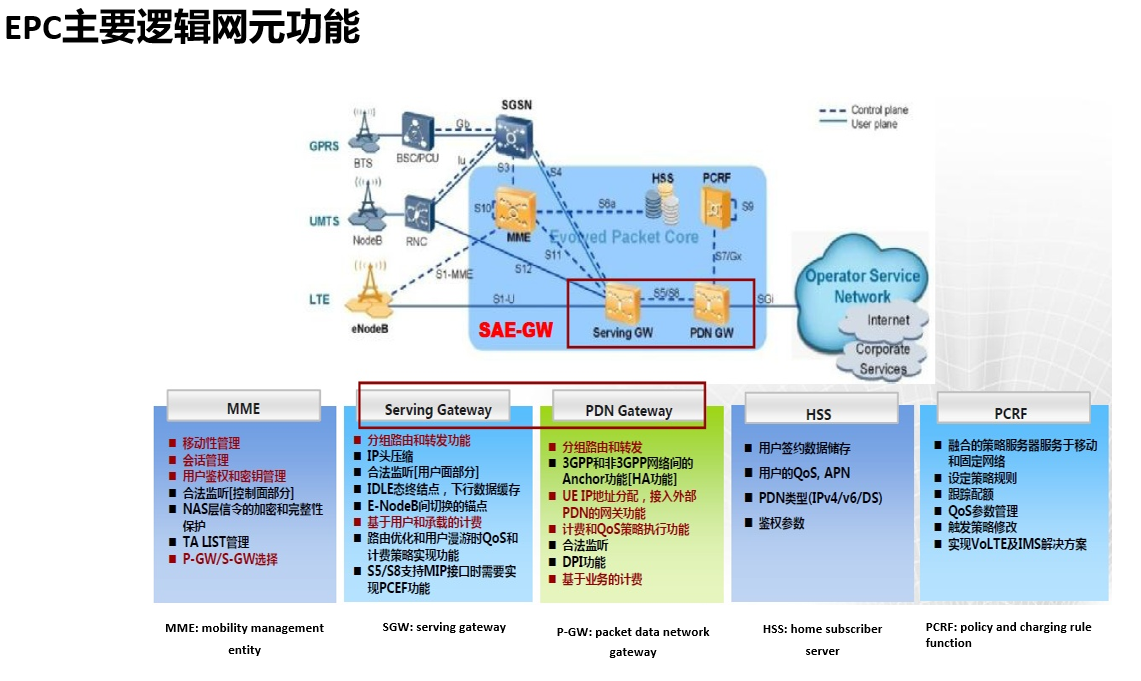 EPC主要逻辑网元功能
SGSN
Control plane
User plane
Gb
GPRS
BTS
BSC/PCU
Iu
S3
S4
HSS
PCRF
S10
S6a
S9
UMTS
NodeB
RNC
MME
Evolved Packet Core
S11
S7/Gx
S12
S1-MME
Operator Service
Network
LTE
S1-U
S5/S8
SGi
eNodeB
SAE-GW
Serving GW
PDN GW
Internet
Corporate
Services
MME
移动性管理
会话管理
用户鉴权和密钥管理
合法监听[控制面部分]
NAS层信令的加密和完整性
保护
TA LIST管理
P-GW/S-GW选择
MME: mobility management
entity
Serving Gateway
分组路由和转发功能
IP头压缩
合法监听[用户面部分]
IDLE态终结点，下行数据缓存
E-NodeB间切换的锚点
基于用户和承载的计费
路由优化和用户漫游时QoS和
计费策略实现功能
S5/S8支持MIP接口时需要实
现PCEF功能
SGW: serving gateway
PDN Gateway
分组路由和转发
3GPP和非3GPP网络间的
Anchor功能[HA功能]
UE IP地址分配，接入外部
PDN的网关功能
计费和QoS策略执行功能
合法监听
DPI功能
基于业务的计费
P-GW: packet data network
gateway
HSS
用户签约数据储存
用户的QoS, APN
PDN类型(IPv4/v6/DS)
鉴权参数
HSS: home subscriber
server
PCRF
融合的策略服务器服务于移动
和固定网络
设定策略规则
跟踪配额
QoS参数管理
触发策略修改
实现VoLTE及IMS解决方案
PCRF: policy and charging rule
function